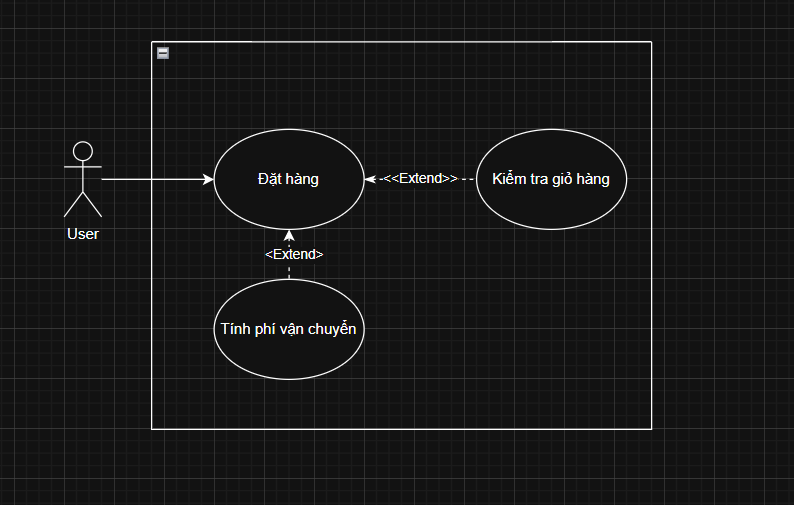 Đặt hàng
<<Extend>>
Kiểm tra giỏ hàng
User
<Extend>
Tính phí vận chuyển